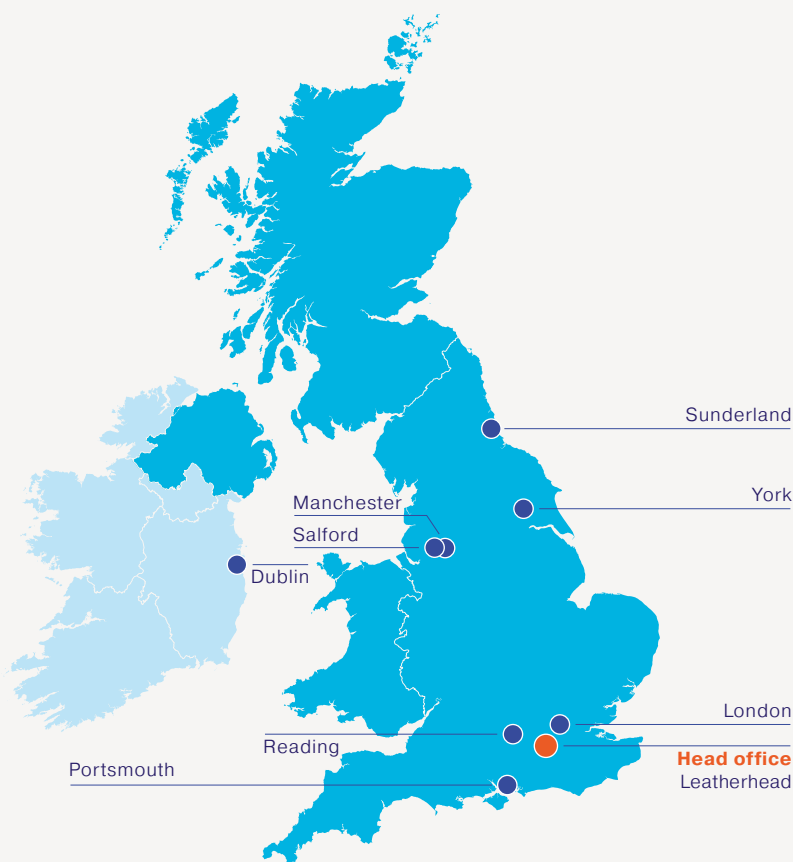 Sunderland
York
Manchester
Salford
Dublin
London
Reading
Head office
Leatherhead
Portsmouth